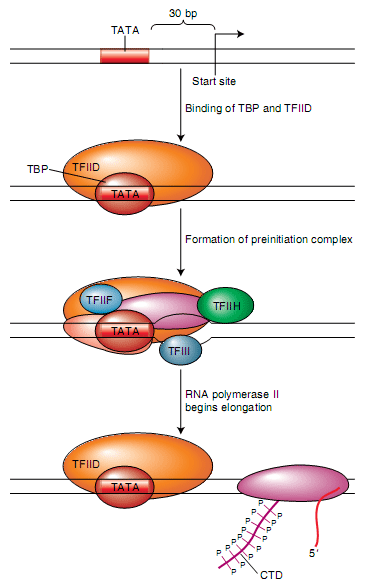 30 bp
TATA
Start site
Binding of TBP and TFIID
TFIID
TBP
TATA
Formation of preinitiation complex
TFIIF
TFIIH
TATA
TFIII
RNA polymerase II
begins elongation
TFIID
TATA
P P
P P
P P
P P
P P
P P
P P
P P
5'
CTD